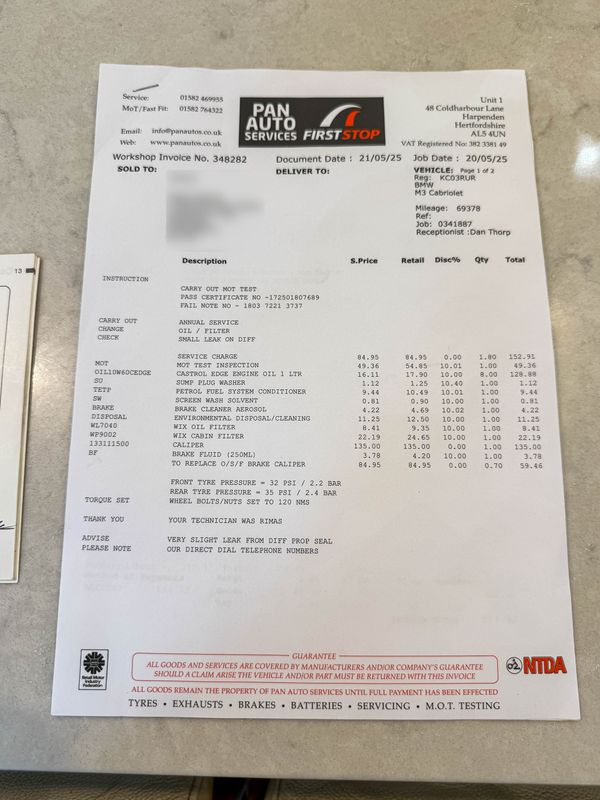 Service: 01582 469955
MoT/Fast Fit: 01582 764322
Email: info@panautos.co.uk
Web: www.panautos.co.uk
PAN AUTO SERVICES FIRSTSTOP
Unit 1
48 Coldharbour Lane
Harpenden
Hertfordshire
AL5 4UN
VAT Registered No: 382 3381 49
Workshop Invoice No. 348282 Document Date : 21/05/25 Job Date : 20/05/25
SOLD TO: DELIVER TO: VEHICLE: Page 1 of 2
Reg: KC03RUR
BMW
M3 Cabriolet
Mileage: 69378
Ref:
Job: 0341887
Receptionist :Dan Thorp
13
Description S.Price Retail Disc% Qty Total
INSTRUCTION
CARRY OUT MOT TEST
PASS CERTIFICATE NO -172501807689
FAIL NOTE NO - 1803 7221 3737
CARRY OUT ANNUAL SERVICE
CHANGE OIL / FILTER
CHECK SMALL LEAK ON DIFF
SERVICE CHARGE 84.95 84.95 0.00 1.80 152.91
MOT MOT TEST INSPECTION 49.36 54.85 10.01 1.00 49.36
OIL10W60CEDGE CASTROL EDGE ENGINE OIL 1 LTR 16.11 17.90 10.00 8.00 128.88
SU SUMP PLUG WASHER 1.12 1.25 10.40 1.00 1.12
TETP PETROL FUEL SYSTEM CONDITIONER 9.44 10.49 10.01 1.00 9.44
SW SCREEN WASH SOLVENT 0.81 0.90 10.00 1.00 0.81
BRAKE BRAKE CLEANER AEROSOL 4.22 4.69 10.02 1.00 4.22
DISPOSAL ENVIRONMENTAL DISPOSAL/CLEANING 11.25 12.50 10.00 1.00 11.25
WL7040 WIX OIL FILTER 8.41 9.35 10.00 1.00 8.41
WP9002 WIX CABIN FILTER 22.19 24.65 10.00 1.00 22.19
133111500 CALIPER 135.00 135.00 0.00 1.00 135.00
BF BRAKE FLUID (250ML) 3.78 4.20 10.00 1.00 3.78
TO REPLACE O/S/F BRAKE CALIPER 84.95 84.95 0.00 0.70 59.46
FRONT TYRE PRESSURE = 32 PSI / 2.2 BAR
REAR TYRE PRESSURE = 35 PSI / 2.4 BAR
TORQUE SET WHEEL BOLTS/NUTS SET TO 120 NMS
THANK YOU YOUR TECHNICIAN WAS RIMAS
ADVISE VERY SLIGHT LEAK FROM DIFF PROP SEAL
PLEASE NOTE OUR DIRECT DIAL TELEPHONE NUMBERS
Retail Motor Industry Federation
GUARANTEE
ALL GOODS AND SERVICES ARE COVERED BY MANUFACTURERS AND/OR COMPANY'S GUARANTEE
SHOULD A CLAIM ARISE THE VEHICLE AND/OR PART MUST BE RETURNED WITH THIS INVOICE
NTDA
ALL GOODS REMAIN THE PROPERTY OF PAN AUTO SERVICES UNTIL FULL PAYMENT HAS BEEN EFFECTED
TYRES • EXHAUSTS • BRAKES • BATTERIES • SERVICING • M.O.T. TESTING